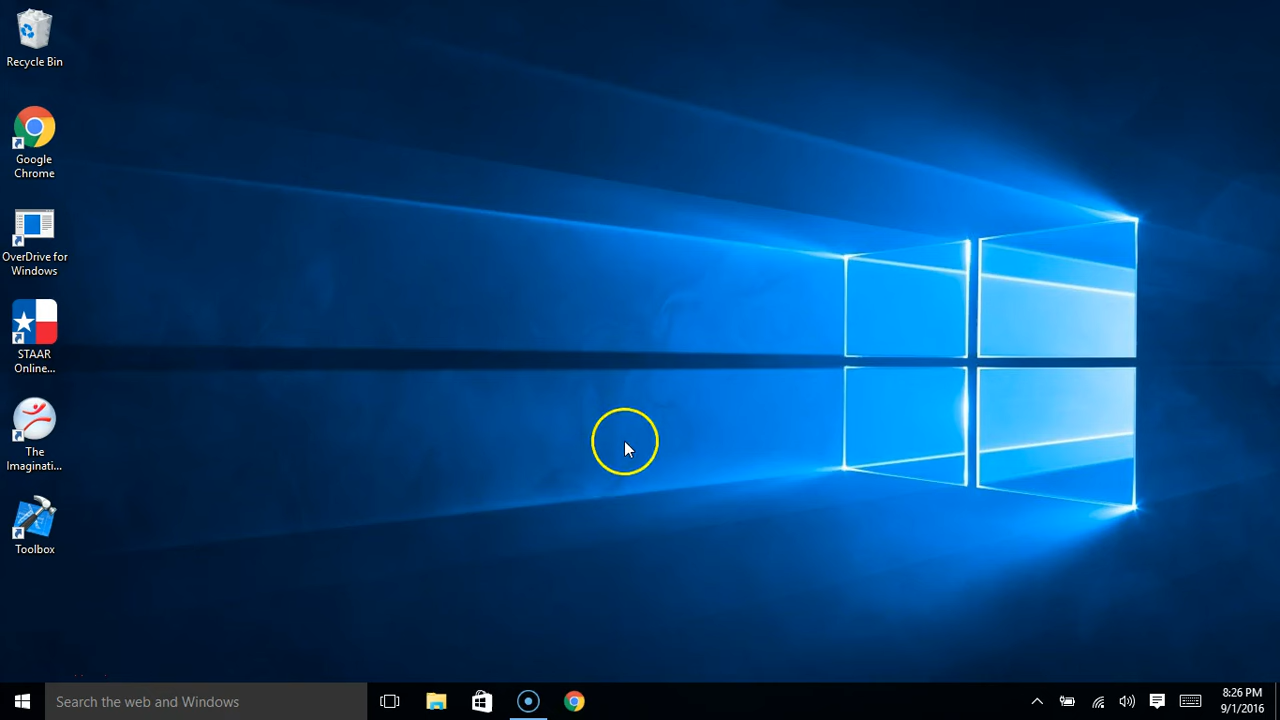 Recycle Bin
Google
Chrome
OverDrive for
Windows
STAAR
Online...
The
Imaginati...
Toolbox
Search the web and Windows
8:26 PM
9/1/2016